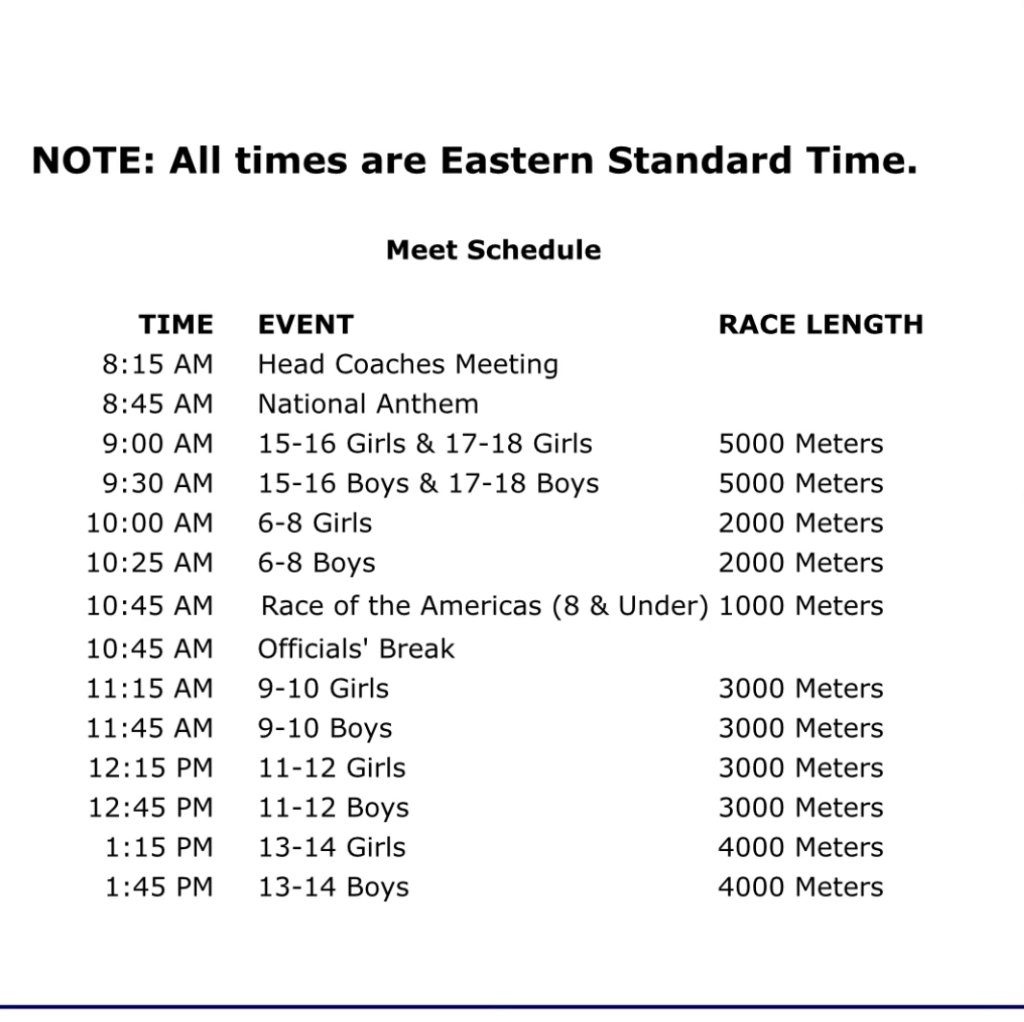 NOTE: All times are Eastern Standard Time.
Meet Schedule
TIME EVENT RACE LENGTH
8:15 AM Head Coaches Meeting
8:45 AM National Anthem
9:00 AM 15-16 Girls & 17-18 Girls 5000 Meters
9:30 AM 15-16 Boys & 17-18 Boys 5000 Meters
10:00 AM 6-8 Girls 2000 Meters
10:25 AM 6-8 Boys 2000 Meters
10:45 AM Race of the Americas (8 & Under) 1000 Meters
10:45 AM Officials' Break
11:15 AM 9-10 Girls 3000 Meters
11:45 AM 9-10 Boys 3000 Meters
12:15 PM 11-12 Girls 3000 Meters
12:45 PM 11-12 Boys 3000 Meters
1:15 PM 13-14 Girls 4000 Meters
1:45 PM 13-14 Boys 4000 Meters